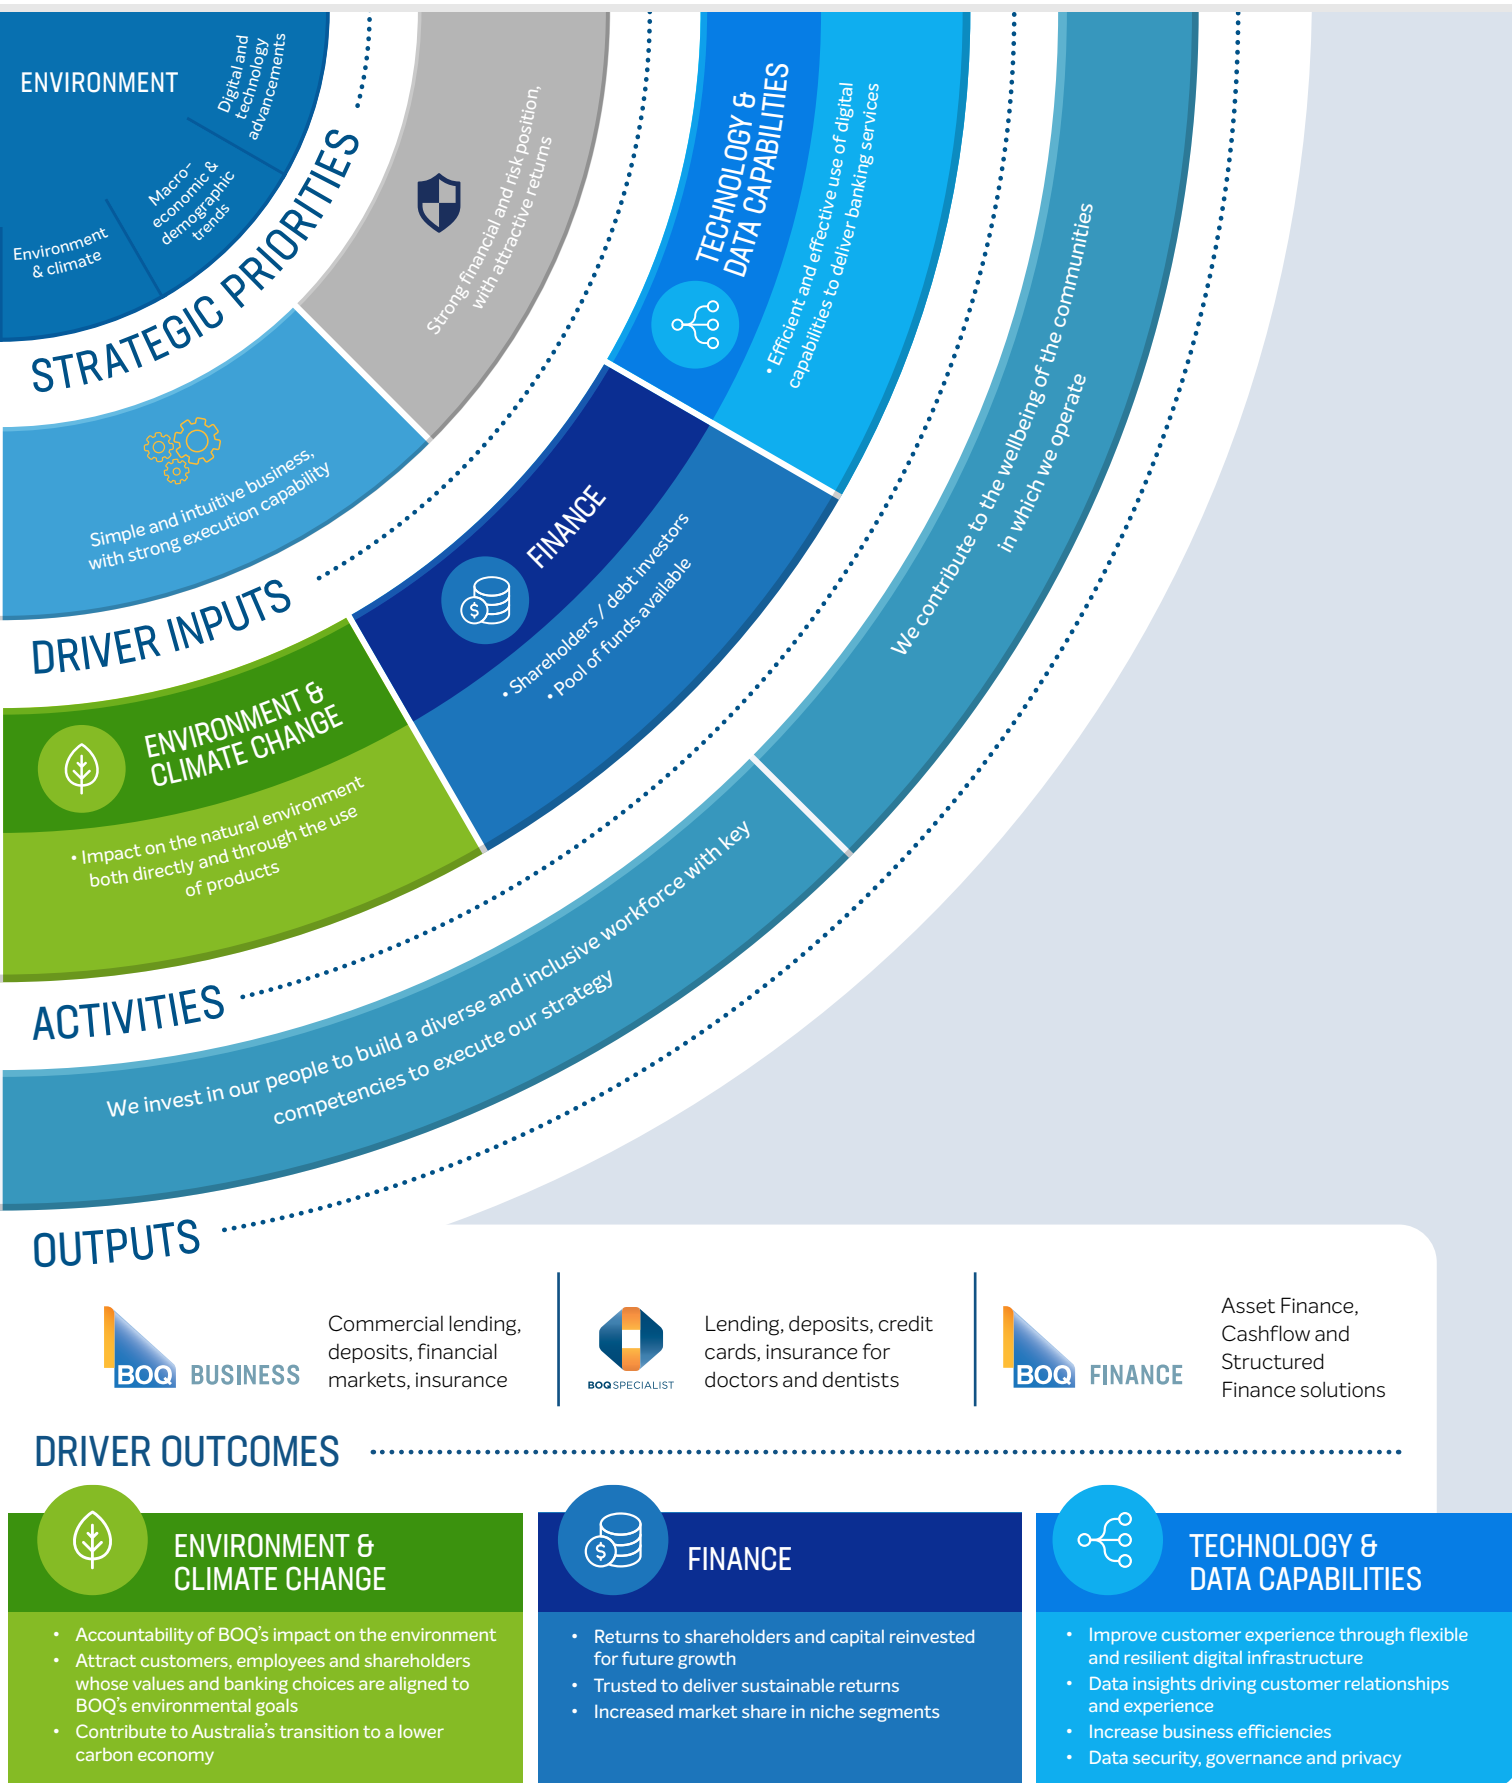 ENVIRONMENT
Digital and
technology
advancements
Macro-
economic &
demographic
trends
Environment
& climate
STRATEGIC PRIORITIES
Strong financial and risk position,
with attractive returns
Simple and intuitive business,
with strong execution capability
DRIVER INPUTS
TECHNOLOGY &
DATA CAPABILITIES
• Efficient and effective use of digital
capabilities to deliver banking services
FINANCE
$
• Shareholders / debt investors
• Pool of funds available
ENVIRONMENT &
CLIMATE CHANGE
• Impact on the natural environment
both directly and through the use
of products
ACTIVITIES
We contribute to the wellbeing of the communities
in which we operate
We invest in our people to build a diverse and inclusive workforce with key
competencies to execute our strategy
OUTPUTS
BOQ BUSINESS
Commercial lending,
deposits, financial
markets, insurance
BOQ SPECIALIST
Lending, deposits, credit
cards, insurance for
doctors and dentists
BOQ FINANCE
Asset Finance,
Cashflow and
Structured
Finance solutions
DRIVER OUTCOMES
ENVIRONMENT &
CLIMATE CHANGE
• Accountability of BOQ's impact on the environment
• Attract customers, employees and shareholders
whose values and banking choices are aligned to
BOQ's environmental goals
• Contribute to Australia's transition to a lower
carbon economy
$
FINANCE
• Returns to shareholders and capital reinvested
for future growth
• Trusted to deliver sustainable returns
• Increased market share in niche segments
TECHNOLOGY &
DATA CAPABILITIES
• Improve customer experience through flexible
and resilient digital infrastructure
• Data insights driving customer relationships
and experience
• Increase business efficiencies
• Data security, governance and privacy